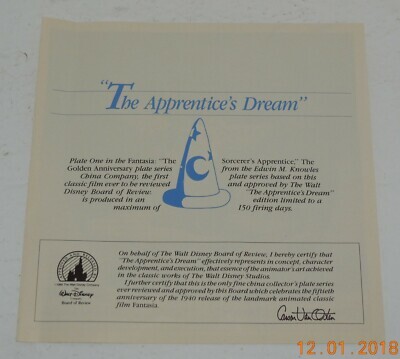 "The Apprentice's Dream"
Plate One in the Fantasia: "The Sorcerer's Apprentice," The
Golden Anniversary plate series from the Edwin M. Knowles
China Company, the first plate series based on this
classic film ever to be reviewed and approved by The Walt
Disney Board of Review. "The Apprentice's Dream"
is produced in an edition limited to a
maximum of 150 firing days.
On behalf of The Walt Disney Board of Review, I hereby certify that
"The Apprentice's Dream" effectively represents in concept, character
development, and execution, that essence of the animator's art achieved
in the classic works of The Walt Disney Studios.
I further certify that this is the only fine china collector's plate series
ever reviewed and approved by this Board which celebrates the fiftieth
anniversary of the 1940 release of the landmark animated classic
film Fantasia.
WALT DISNEY
Board of Review
12.01.2018